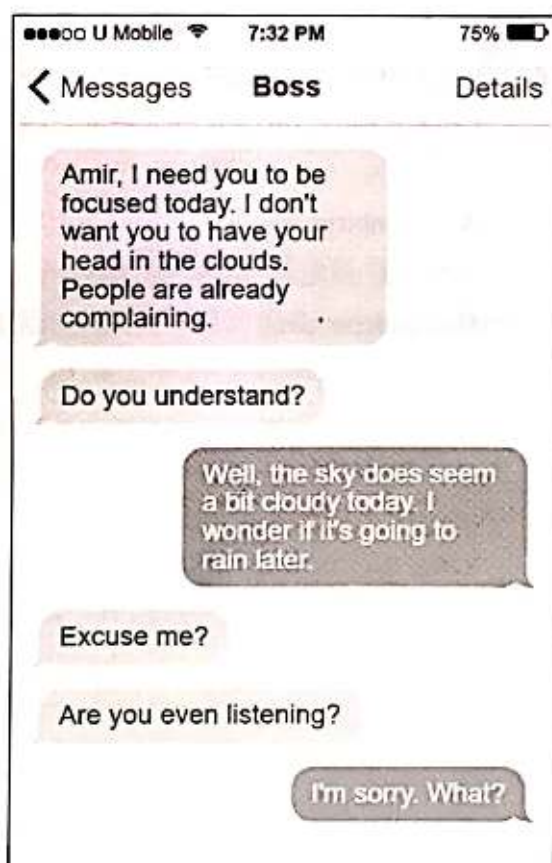 U Mobile 7:32 PM 75%
Messages Boss Details
Amir, I need you to be
focused today. I don't
want you to have your
head in the clouds.
People are already
complaining.
Do you understand?
Well, the sky does seem
a bit cloudy today. I
wonder if it's going to
rain later.
Excuse me?
Are you even listening?
I'm sorry. What?